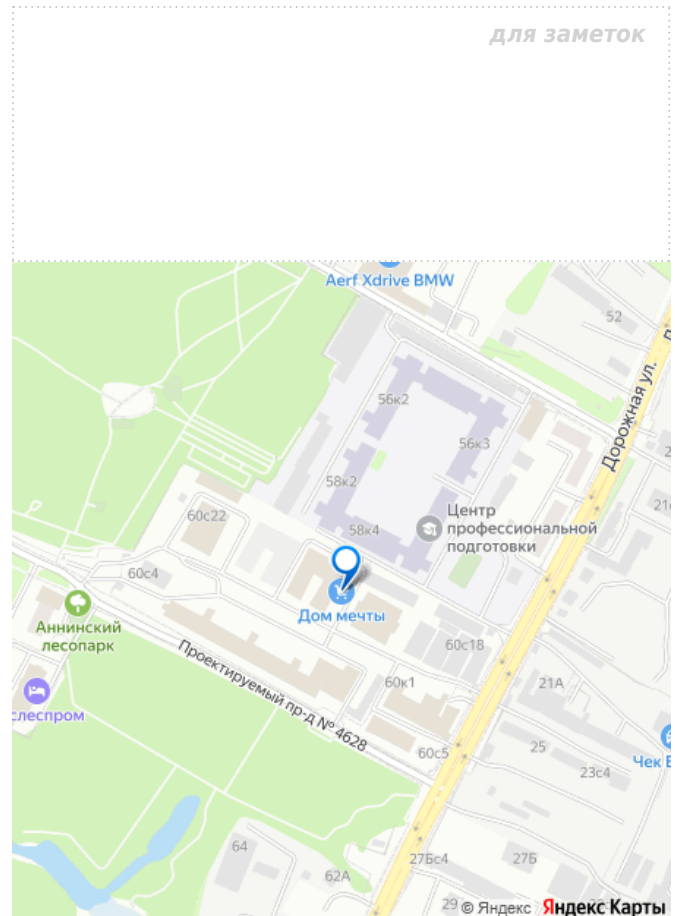 для заметок
Aerf Xdrive BMW
52
Дорожная ул.
56к2
56к3
58к2
Центр
профессиональной
подготовки
60с22
58к4
60с4
Дом мечты
Аннинский
лесопарк
60с18
Проектируемый пр-д № 4628
60к1
21А
слеспром
60с5
25
Чек
23с4
64
62А
27Бс4
27Б
29
© Яндекс Яндекс Карты